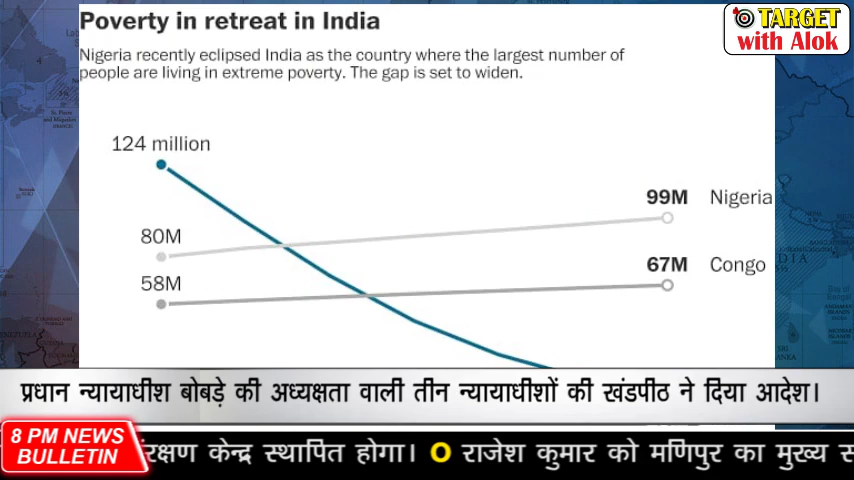 Poverty in retreat in India
TARGET
with Alok
Nigeria recently eclipsed India as the country where the largest number of
people are living in extreme poverty. The gap is set to widen.
124 million
99M Nigeria
80M
67M Congo
58M
प्रधान न्यायाधीश बोबड़े की अध्यक्षता वाली तीन न्यायाधीशों की खंडपीठ ने दिया आदेश।
8 PM NEWS
BULLETIN
केन्द्र स्थापित होगा। O राजेश कुमार को मणिपुर का मुख्य